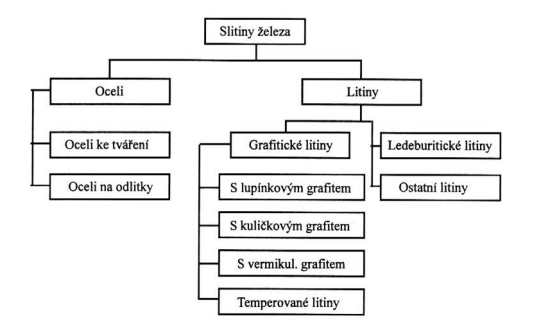 Slitiny železa
Oceli
Litiny
Oceli ke tváření
Grafitické litiny
Ledeburitické litiny
Oceli na odlitky
S lupínkovým grafitem
Ostatní litiny
S kuličkovým grafitem
S vermikul. grafitem
Temperované litiny